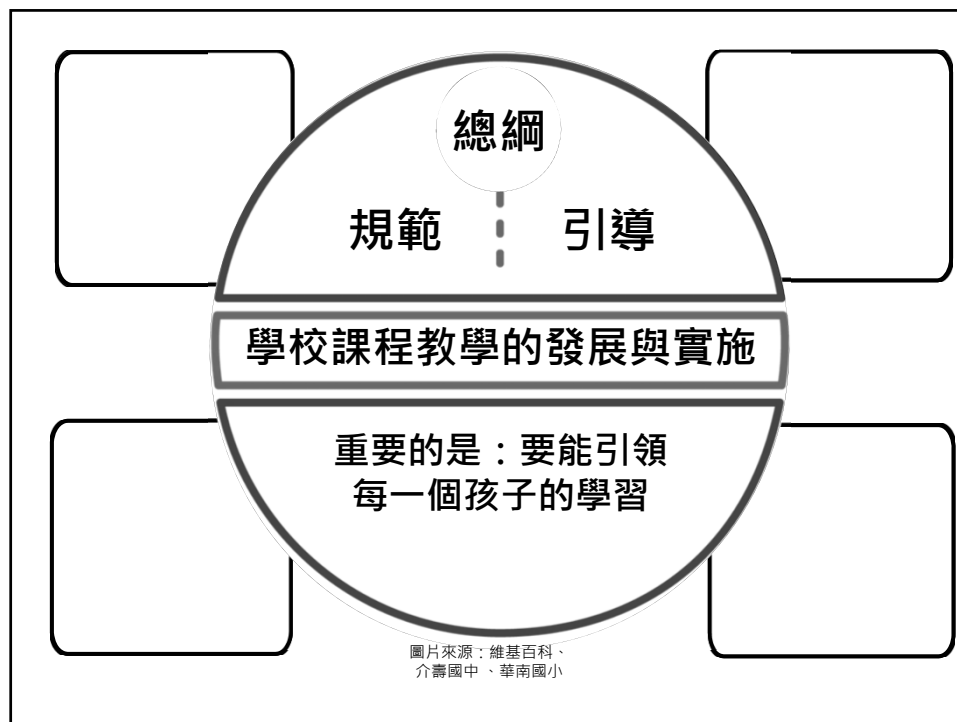 總綱
規範 引導
學校課程教學的發展與實施
重要的是：要能引領
每一個孩子的學習
圖片來源：維基百科、
介壽國中 、華南國小